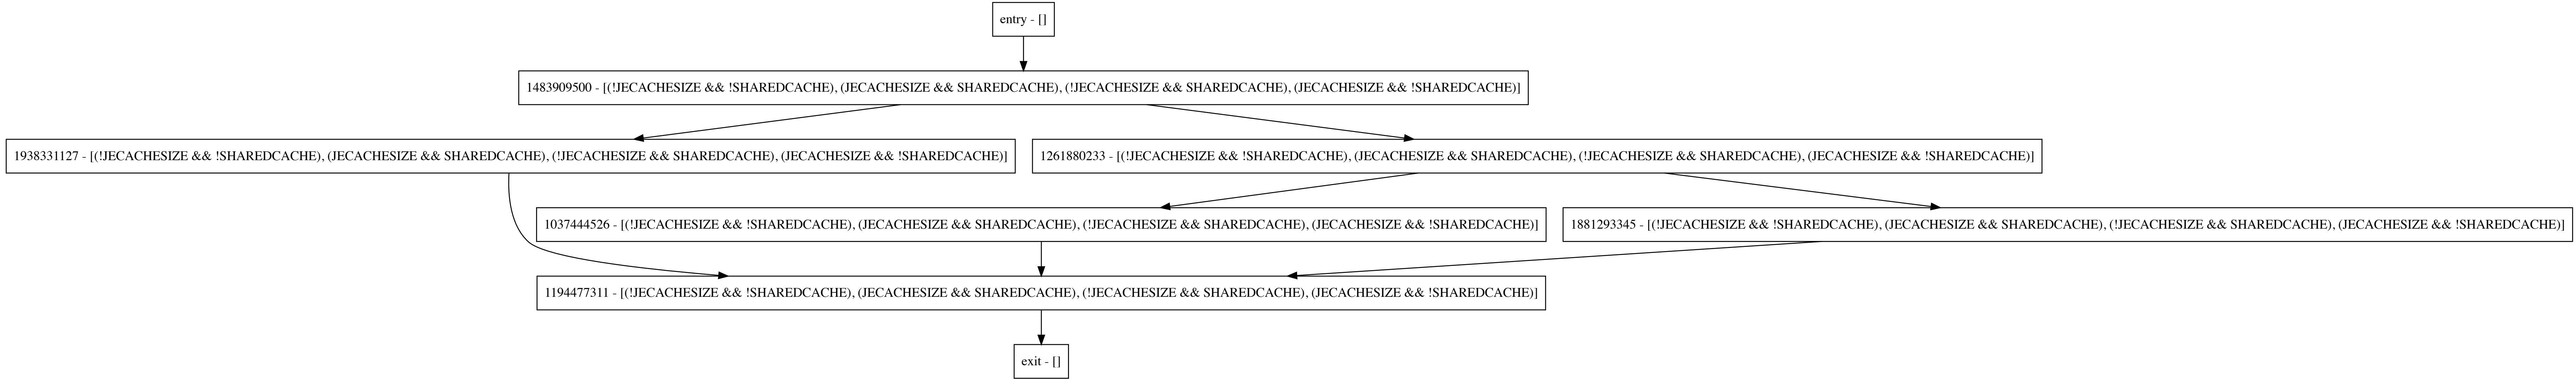 entry - []
1483909500 - [(!JECACHESIZE && !SHAREDCACHE), (JECACHESIZE && SHAREDCACHE), (!JECACHESIZE && SHAREDCACHE), (JECACHESIZE && !SHAREDCACHE)]
1938331127 - [(!JECACHESIZE && !SHAREDCACHE), (JECACHESIZE && SHAREDCACHE), (!JECACHESIZE && SHAREDCACHE), (JECACHESIZE && !SHAREDCACHE)]
1261880233 - [(!JECACHESIZE && !SHAREDCACHE), (JECACHESIZE && SHAREDCACHE), (!JECACHESIZE && SHAREDCACHE), (JECACHESIZE && !SHAREDCACHE)]
1037444526 - [(!JECACHESIZE && !SHAREDCACHE), (JECACHESIZE && SHAREDCACHE), (!JECACHESIZE && SHAREDCACHE), (JECACHESIZE && !SHAREDCACHE)]
1881293345 - [(!JECACHESIZE && !SHAREDCACHE), (JECACHESIZE && SHAREDCACHE), (!JECACHESIZE && SHAREDCACHE), (JECACHESIZE && !SHAREDCACHE)]
1194477311 - [(!JECACHESIZE && !SHAREDCACHE), (JECACHESIZE && SHAREDCACHE), (!JECACHESIZE && SHAREDCACHE), (JECACHESIZE && !SHAREDCACHE)]
exit - []